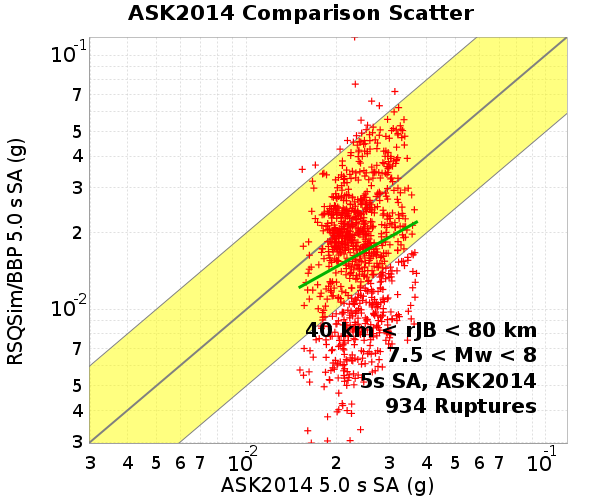 ASK2014 Comparison Scatter
RSQSim/BBP 5.0 s SA (g)
10-1
7
5
4
3
2
10-2
7
5
4
3
40 km < rJB < 80 km
7.5 < Mw < 8
5s SA, ASK2014
934 Ruptures
3 4 5 6 7 10-2 2 3 4 5 6 7 10-1
ASK2014 5.0 s SA (g)